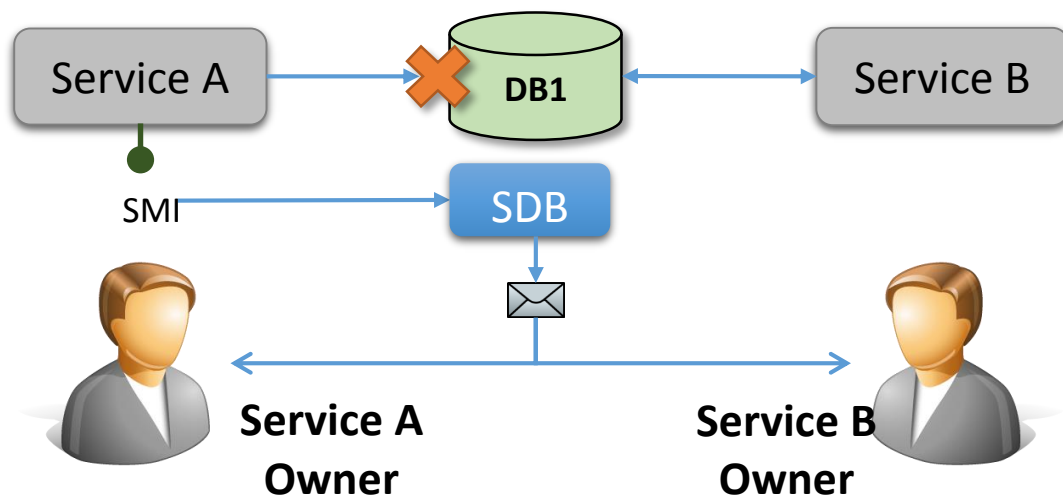 Service A
DB1
Service B
SMI
SDB
Service A
Owner
Service B
Owner